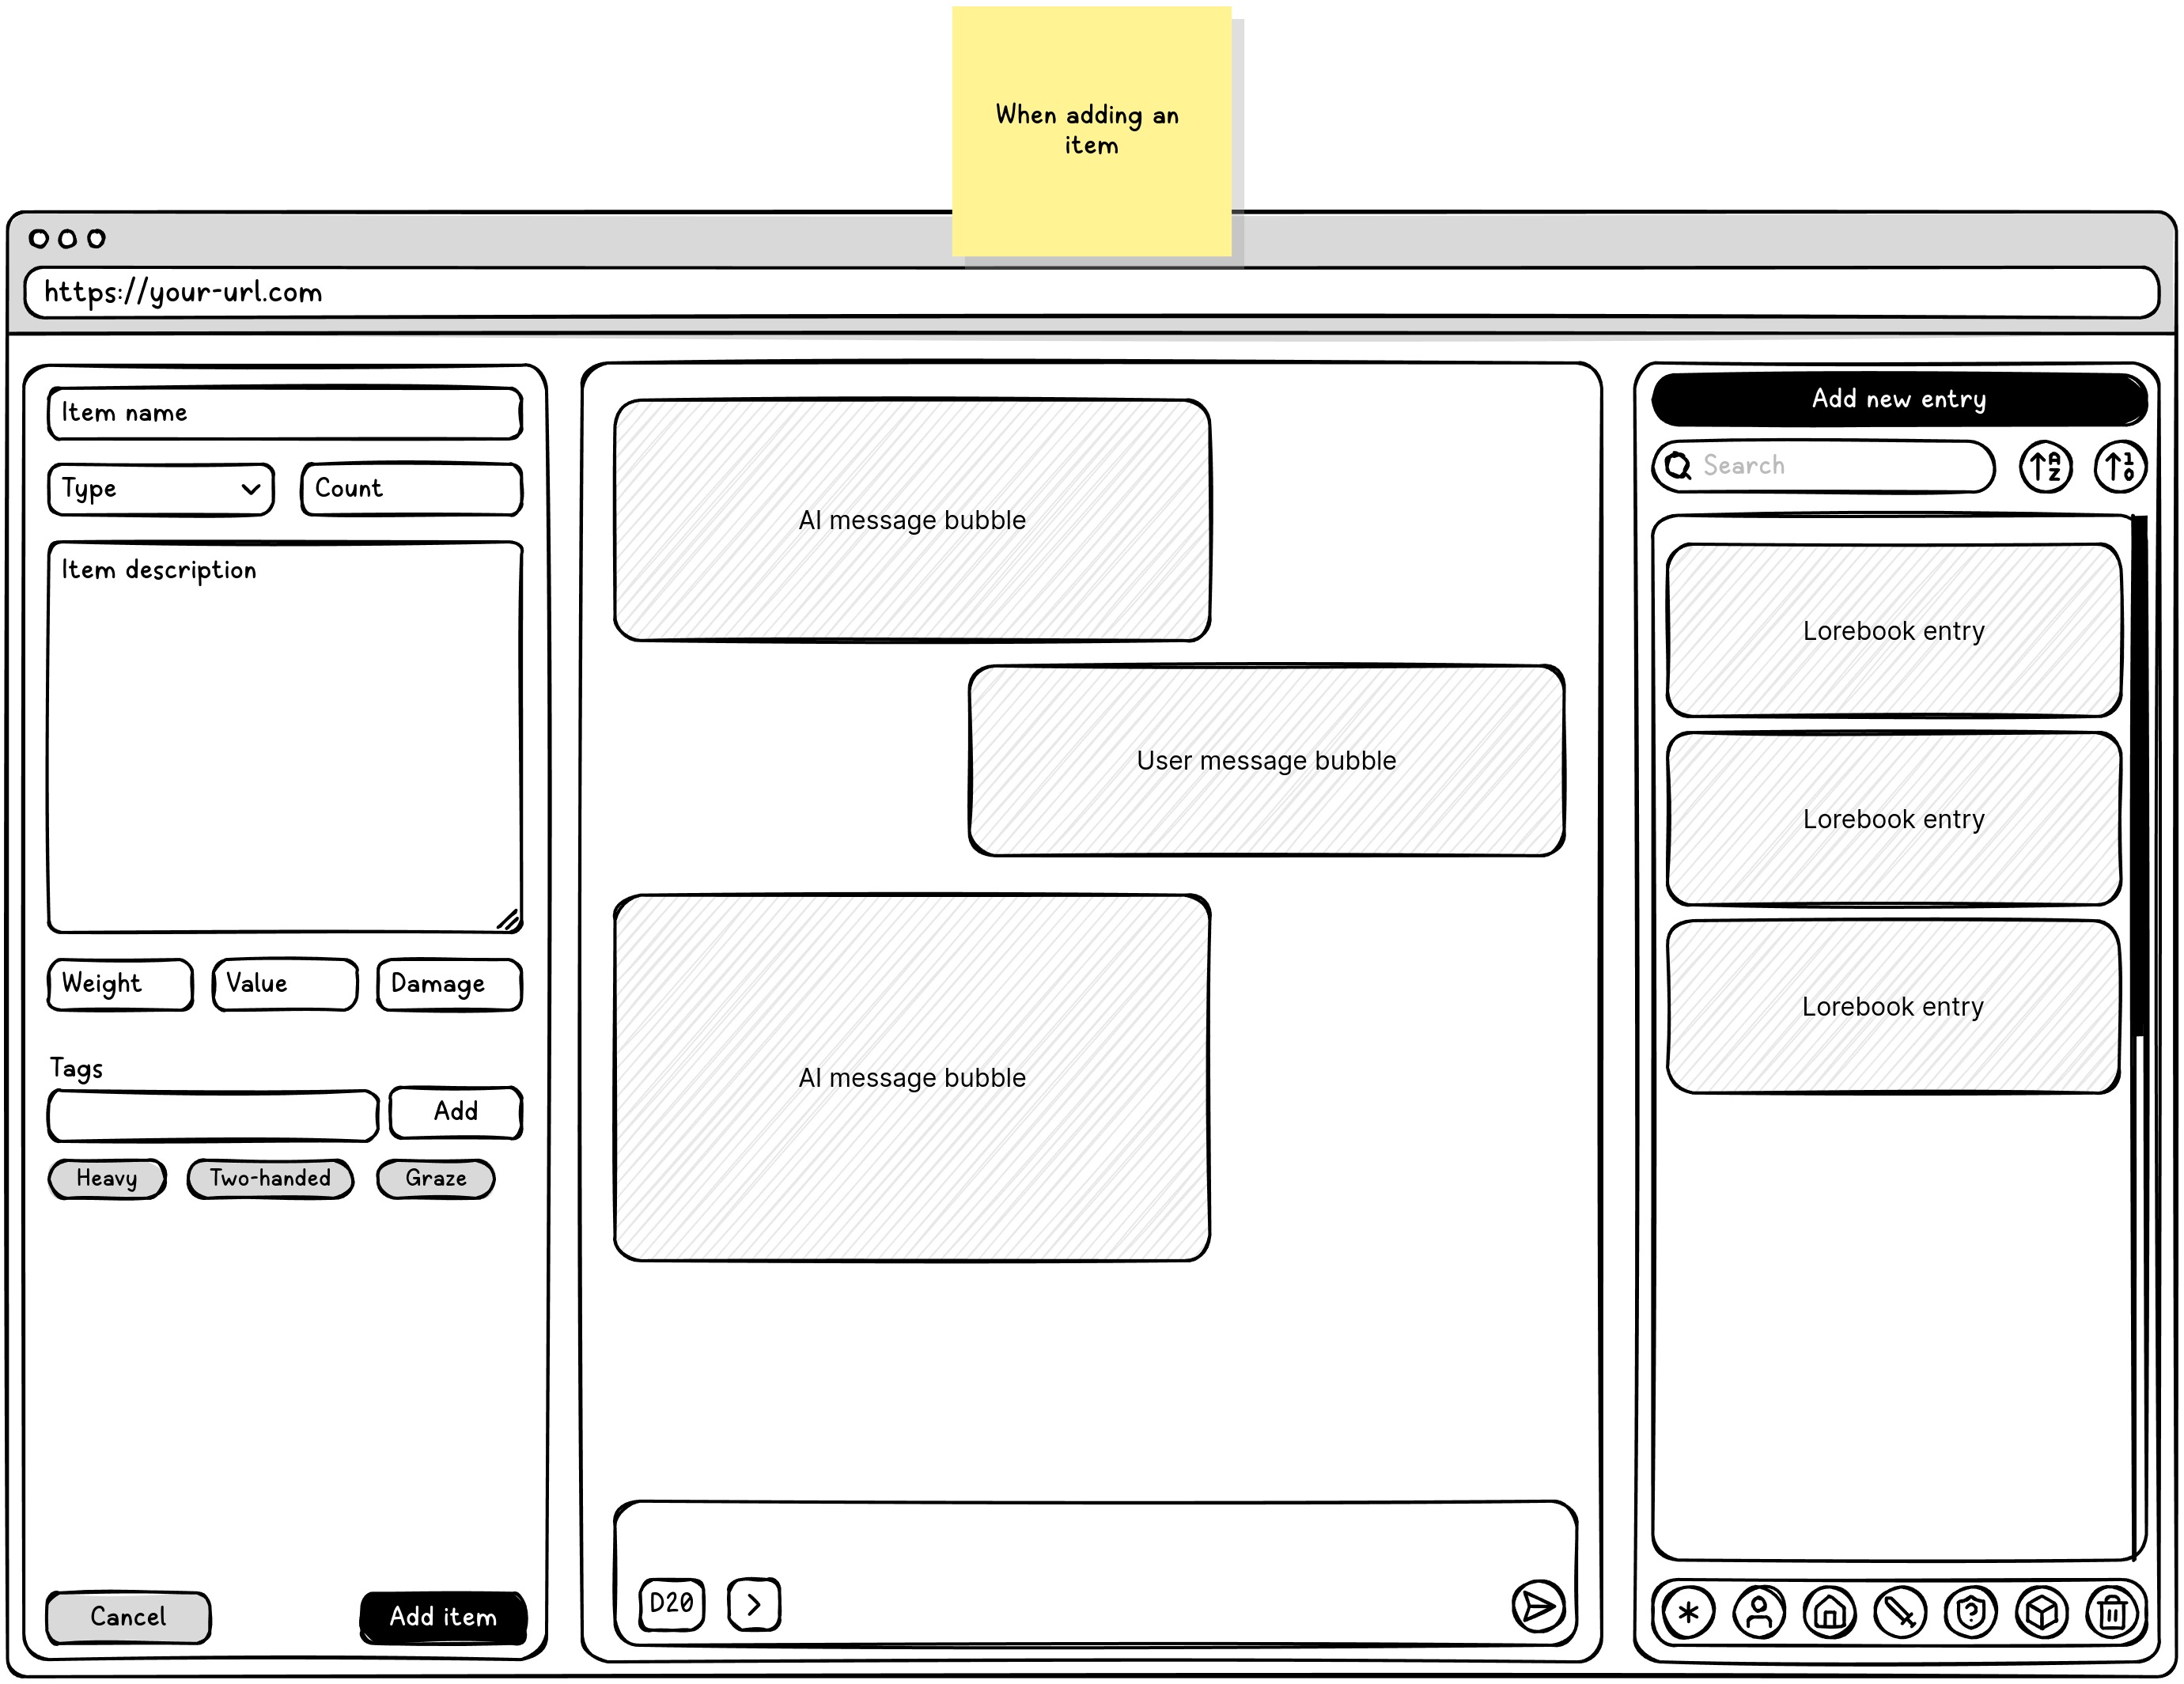 When adding an
item
https://your-url.com
Item name
Type
Count
Item description
Weight
Value
Damage
Tags
Add
Heavy
Two-handed
Graze
Cancel
Add item
AI message bubble
User message bubble
AI message bubble
D20
Add new entry
Search
A
Z
1
0
Lorebook entry
Lorebook entry
Lorebook entry